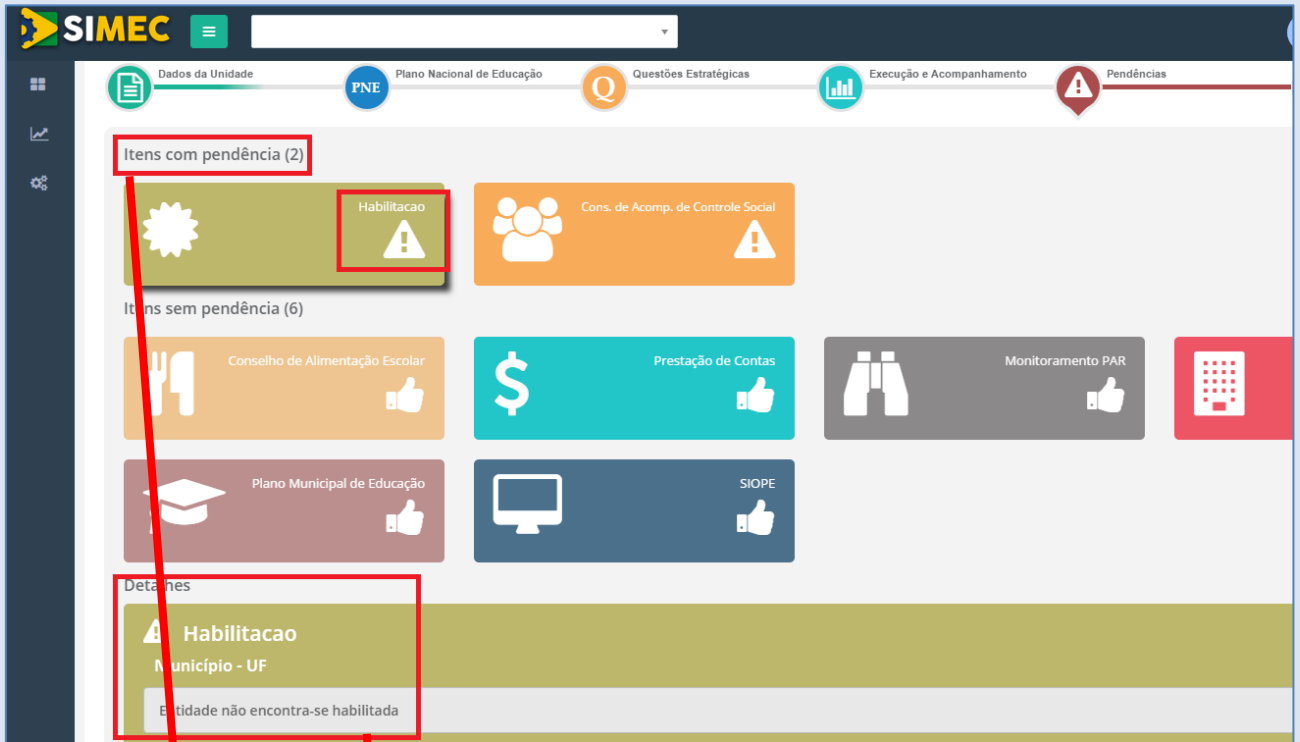 SIMEC
Dados da Unidade
PNE
Plano Nacional de Educação
Q
Questões Estratégicas
Execução e Acompanhamento
Pendências
Itens com pendência (2)
Habilitacao
Cons. de Acomp. de Controle Social
Itens sem pendência (6)
Conselho de Alimentação Escolar
$
Prestação de Contas
Monitoramento PAR
Plano Municipal de Educação
SIOPE
Detalhes
Habilitacao
Município - UF
Entidade não encontra-se habilitada